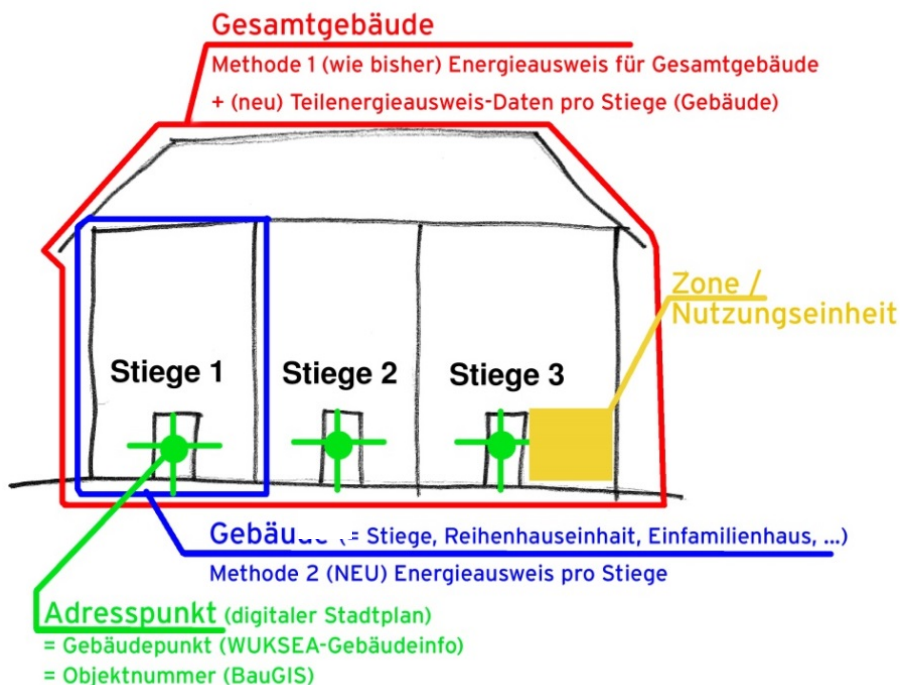 Gesamtgebäude
Methode 1 (wie bisher) Energieausweis für Gesamtgebäude
+ (neu) Teilenergieausweis-Daten pro Stiege (Gebäude)
Zone /
Nutzungseinheit
Stiege 1 Stiege 2 Stiege 3
(= Stiege, Reihenhauseinhait, Einfamilienhaus, ...)
Methode 2 (NEU) Energieausweis pro Stiege
Adresspunkt (digitaler Stadtplan)
= Gebäudepunkt (WUKSEA-Gebäudeinfo)
= Objektnummer (BauGIS)